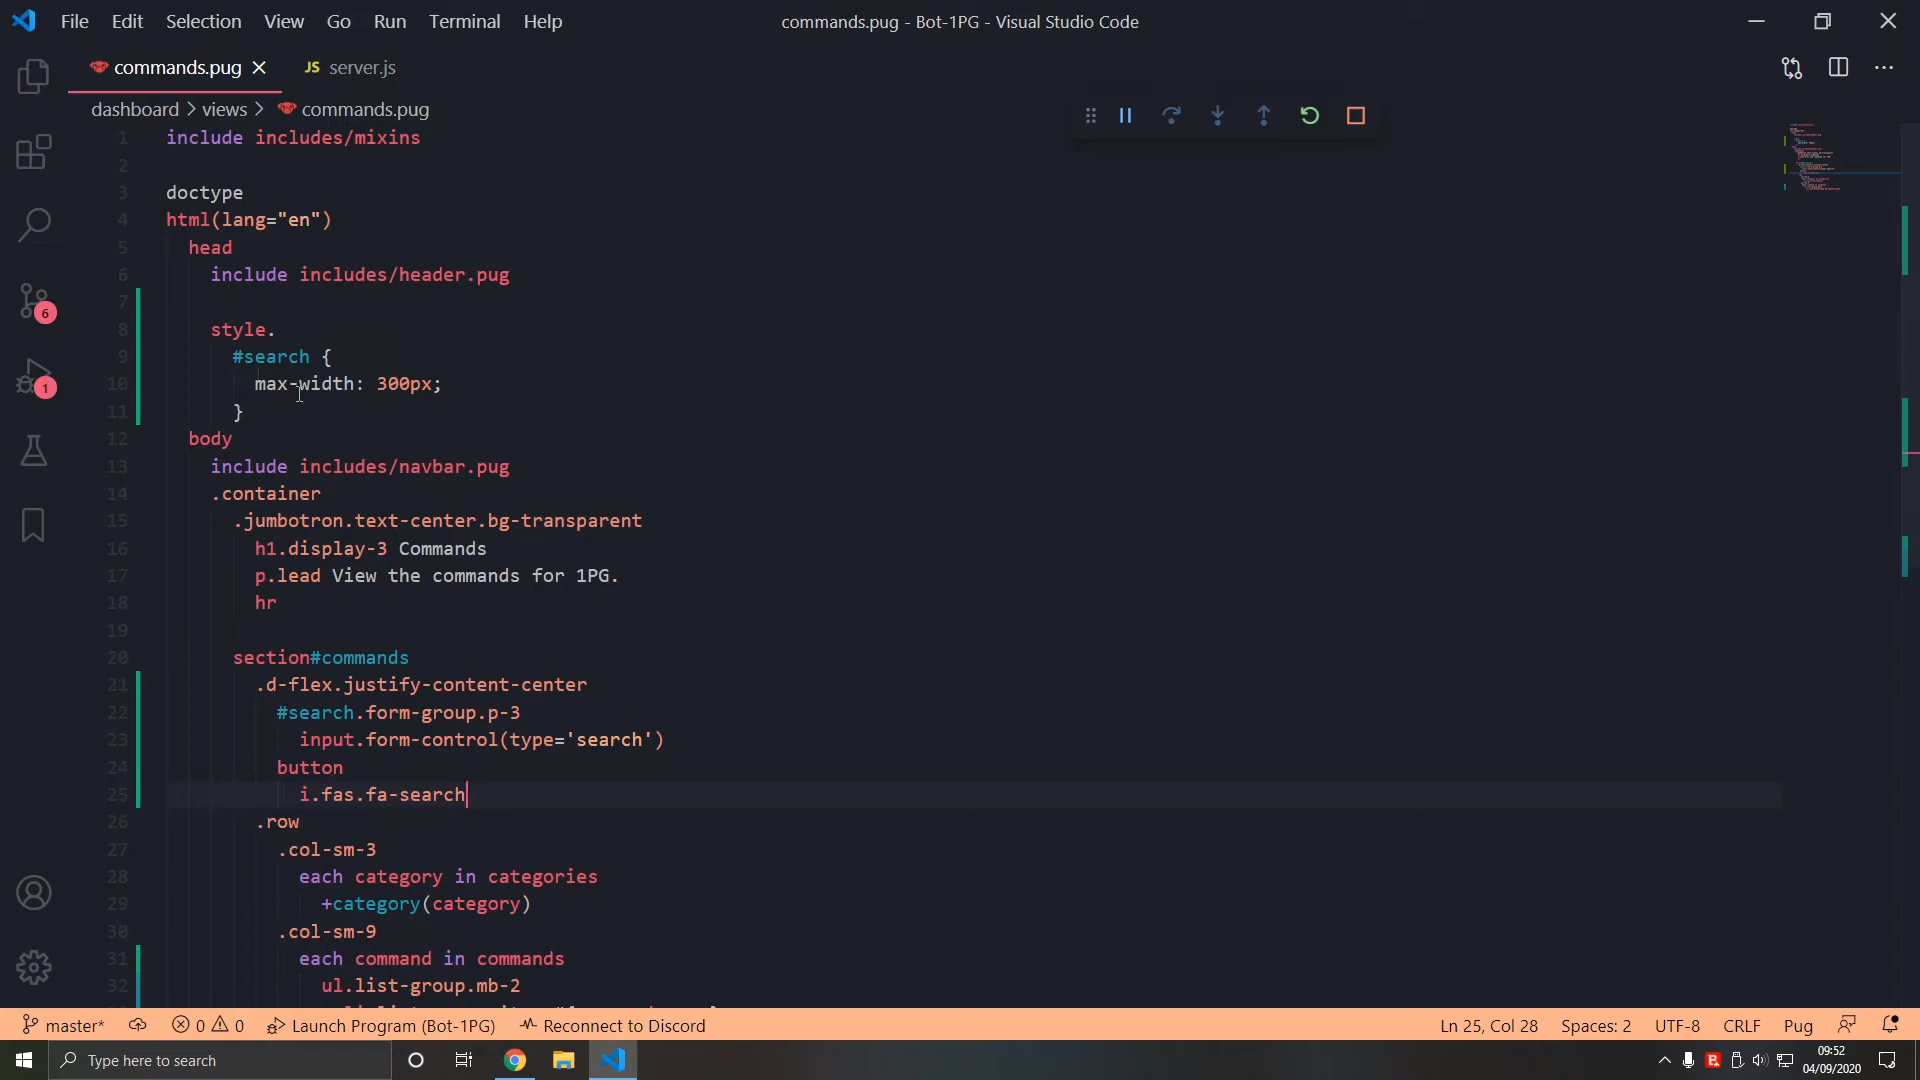 File Edit Selection View Go Run Terminal Help
commands.pug - Bot-1PG - Visual Studio Code
commands.pug
JS server.js
dashboard > views > commands.pug
1 include includes/mixins
2
3 doctype
4 html(lang="en")
5 head
6 include includes/header.pug
7
8 style.
9 #search {
10 max-width: 300px;
11 }
12 body
13 include includes/navbar.pug
14 .container
15 .jumbotron.text-center.bg-transparent
16 h1.display-3 Commands
17 p.lead View the commands for 1PG.
18 hr
19
20 section#commands
21 .d-flex.justify-content-center
22 #search.form-group.p-3
23 input.form-control(type='search')
24 button
25 i.fas.fa-search
26 .row
27 .col-sm-3
28 each category in categories
29 +category(category)
30 .col-sm-9
31 each command in commands
32 ul.list-group.mb-2
6
1
master* 0 0 Launch Program (Bot-1PG) Reconnect to Discord
Ln 25, Col 28 Spaces: 2 UTF-8 CRLF Pug
Type here to search
09:52
04/09/2020